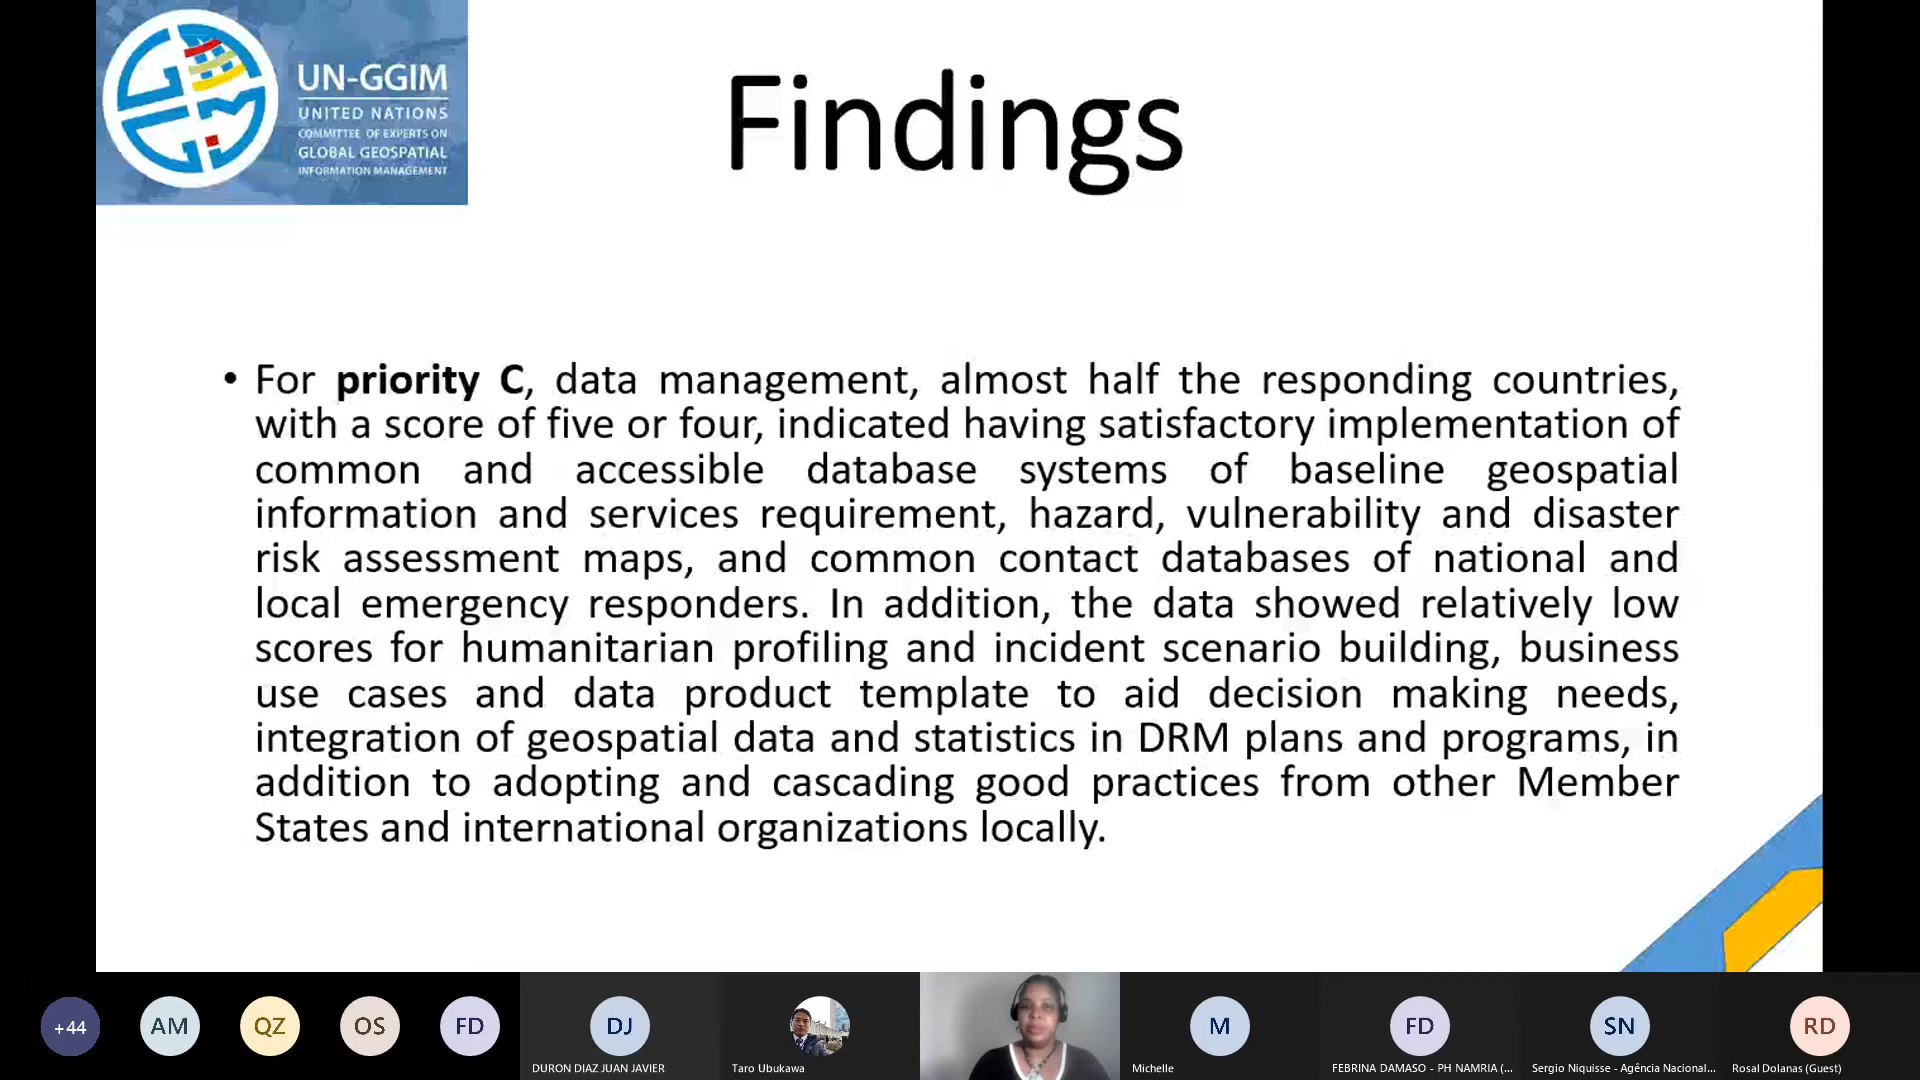 UN-GGIM
UNITED NATIONS
COMMITTEE OF EXPERTS ON
GLOBAL GEOSPATIAL
INFORMATION MANAGEMENT
Findings
• For priority C, data management, almost half the responding countries,
with a score of five or four, indicated having satisfactory implementation of
common and accessible database systems of baseline geospatial
information and services requirement, hazard, vulnerability and disaster
risk assessment maps, and common contact databases of national and
local emergency responders. In addition, the data showed relatively low
scores for humanitarian profiling and incident scenario building, business
use cases and data product template to aid decision making needs,
integration of geospatial data and statistics in DRM plans and programs, in
addition to adopting and cascading good practices from other Member
States and international organizations locally.
+44
AM
QZ
OS
FD
DJ
M
FD
SN
RD
DURON DIAZ JUAN JAVIER
Taro Ubukawa
Michelle
FEBRINA DAMASO - PH NAMRIA (...
Sergio Niquisse - Agência Nacional...
Rosal Dolanas (Guest)